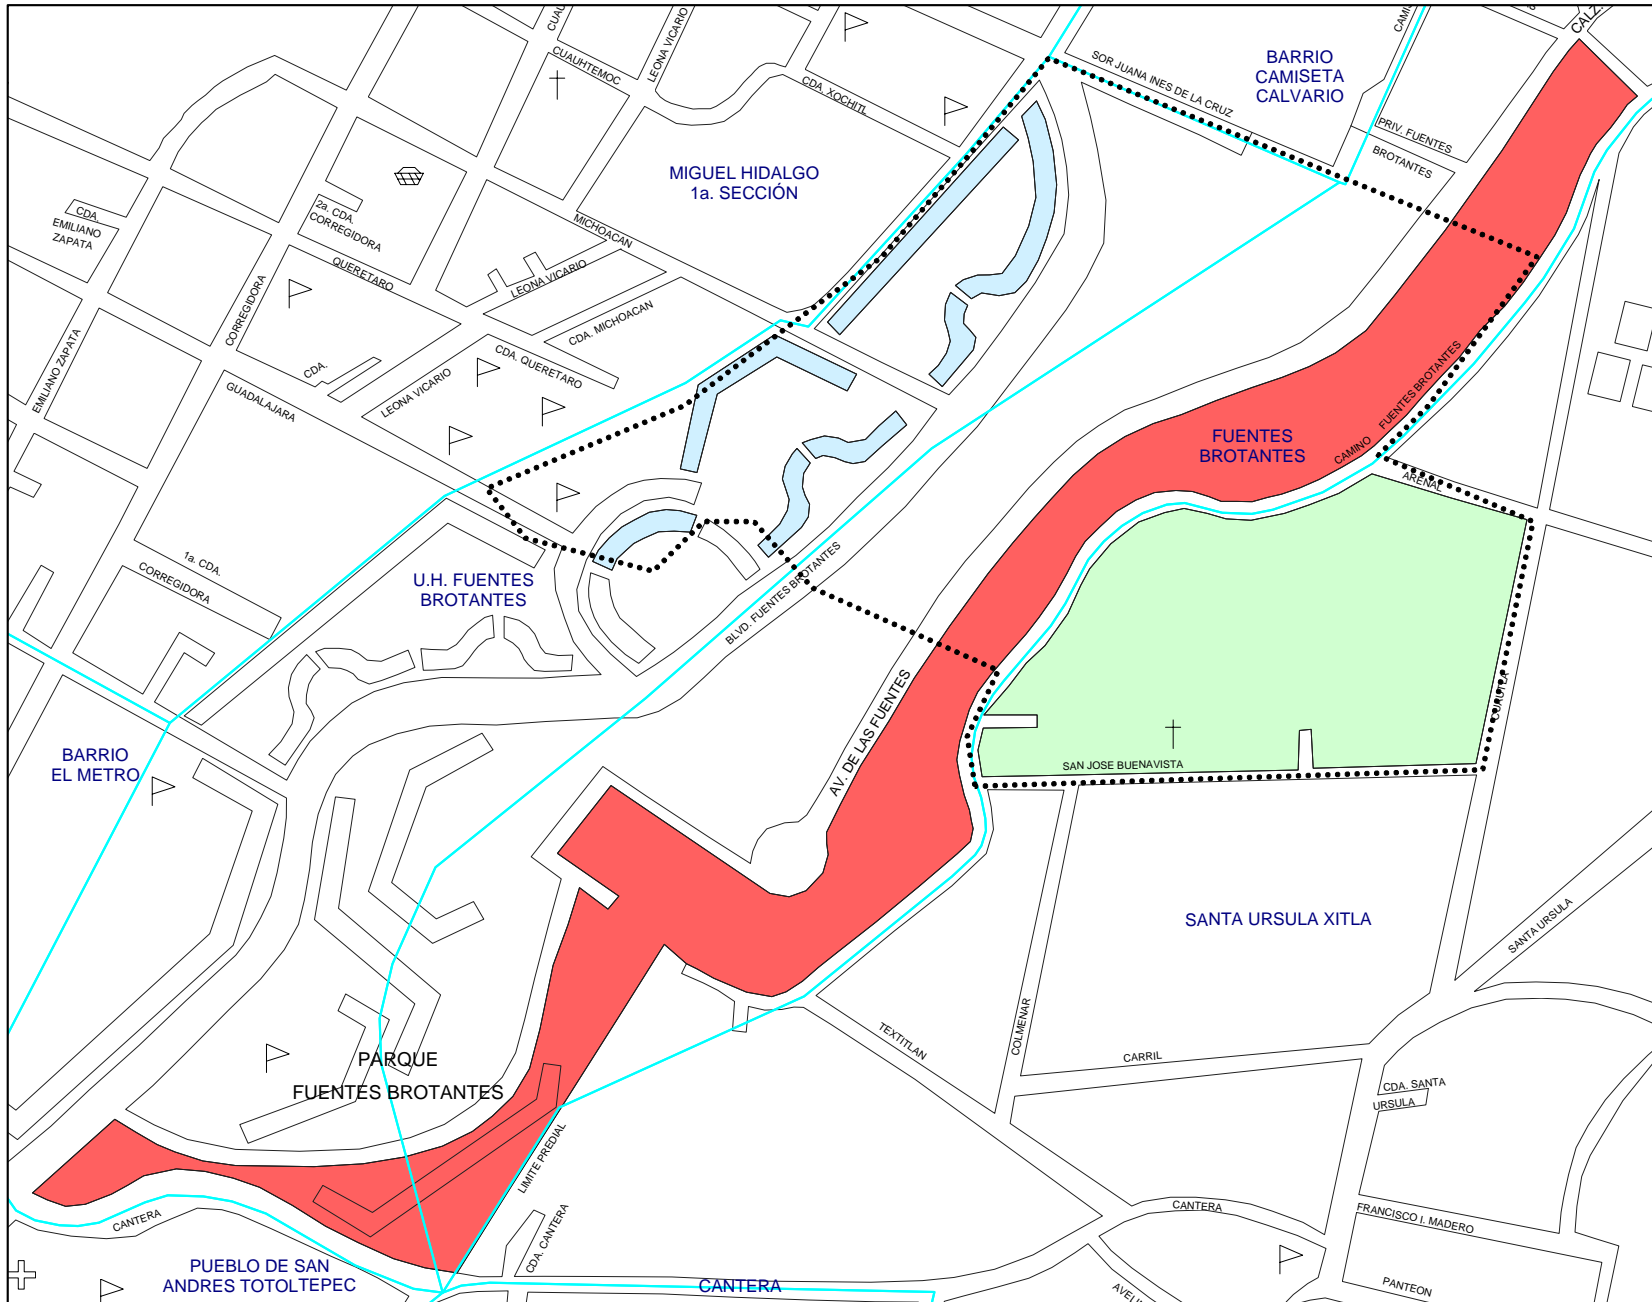 CUAUHTEMOC
LEONA VICARIO
CDA. XOCHITL
SOR JUANA INES DE LA CRUZ
BARRIO
CAMISETA
CALVARIO
CALZ.
PRIV. FUENTES
BROTANTES
MIGUEL HIDALGO
1a. SECCIÓN
CDA.
EMILIANO
ZAPATA
2a. CDA.
CORREGIDORA
MICHOACAN
QUERETARO
LEONA VICARIO
CORREGIDORA
CDA. MICHOACAN
EMILIANO ZAPATA
CDA.
CDA. QUERETARO
LEONA VICARIO
GUADALAJARA
FUENTES
BROTANTES
CAMINO
FUENTES BROTANTES
ARENAL
1a. CDA.
CORREGIDORA
U.H. FUENTES
BROTANTES
BLVD. FUENTES BROTANTES
AV. DE LAS FUENTES
CUAUTLA
BARRIO
EL METRO
SAN JOSE BUENAVISTA
SANTA URSULA XITLA
SANTA URSULA
TEXTITLAN
COLMENAR
CARRIL
PARQUE
FUENTES BROTANTES
CDA. SANTA
URSULA
LIMITE PREDIAL
CANTERA
CDA. CANTERA
CANTERA
FRANCISCO I. MADERO
PUEBLO DE SAN
ANDRES TOTOLTEPEC
CANTERA
PANTEON